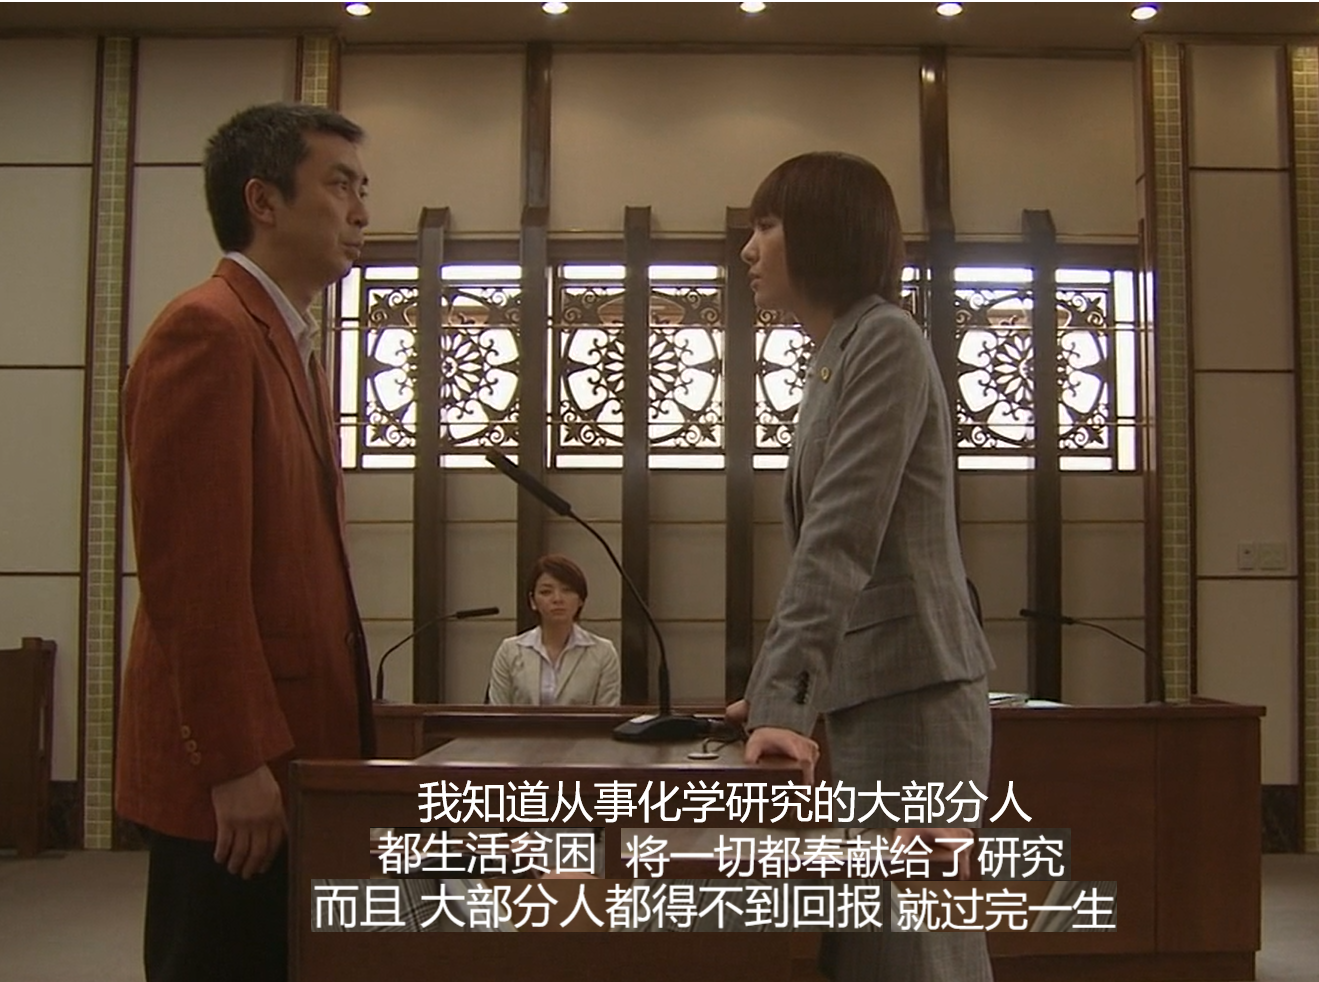 我知道从事化学研究的大部分人
都生活贫困 将一切都奉献给了研究
而且 大部分人都得不到回报 就过完一生